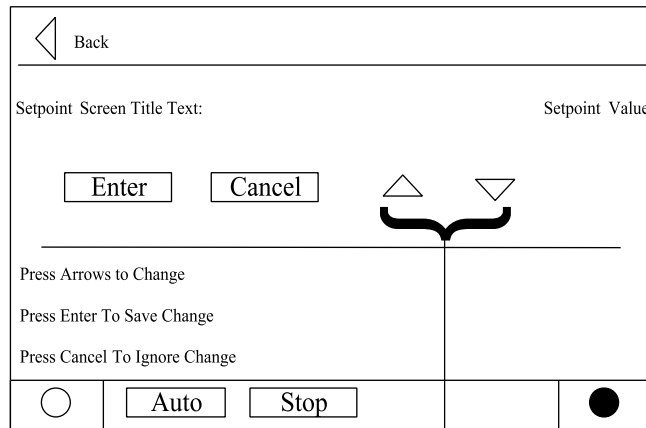 Back
Setpoint Screen Title Text: Setpoint Value
Enter Cancel
Press Arrows to Change
Press Enter To Save Change
Press Cancel To Ignore Change
Auto Stop